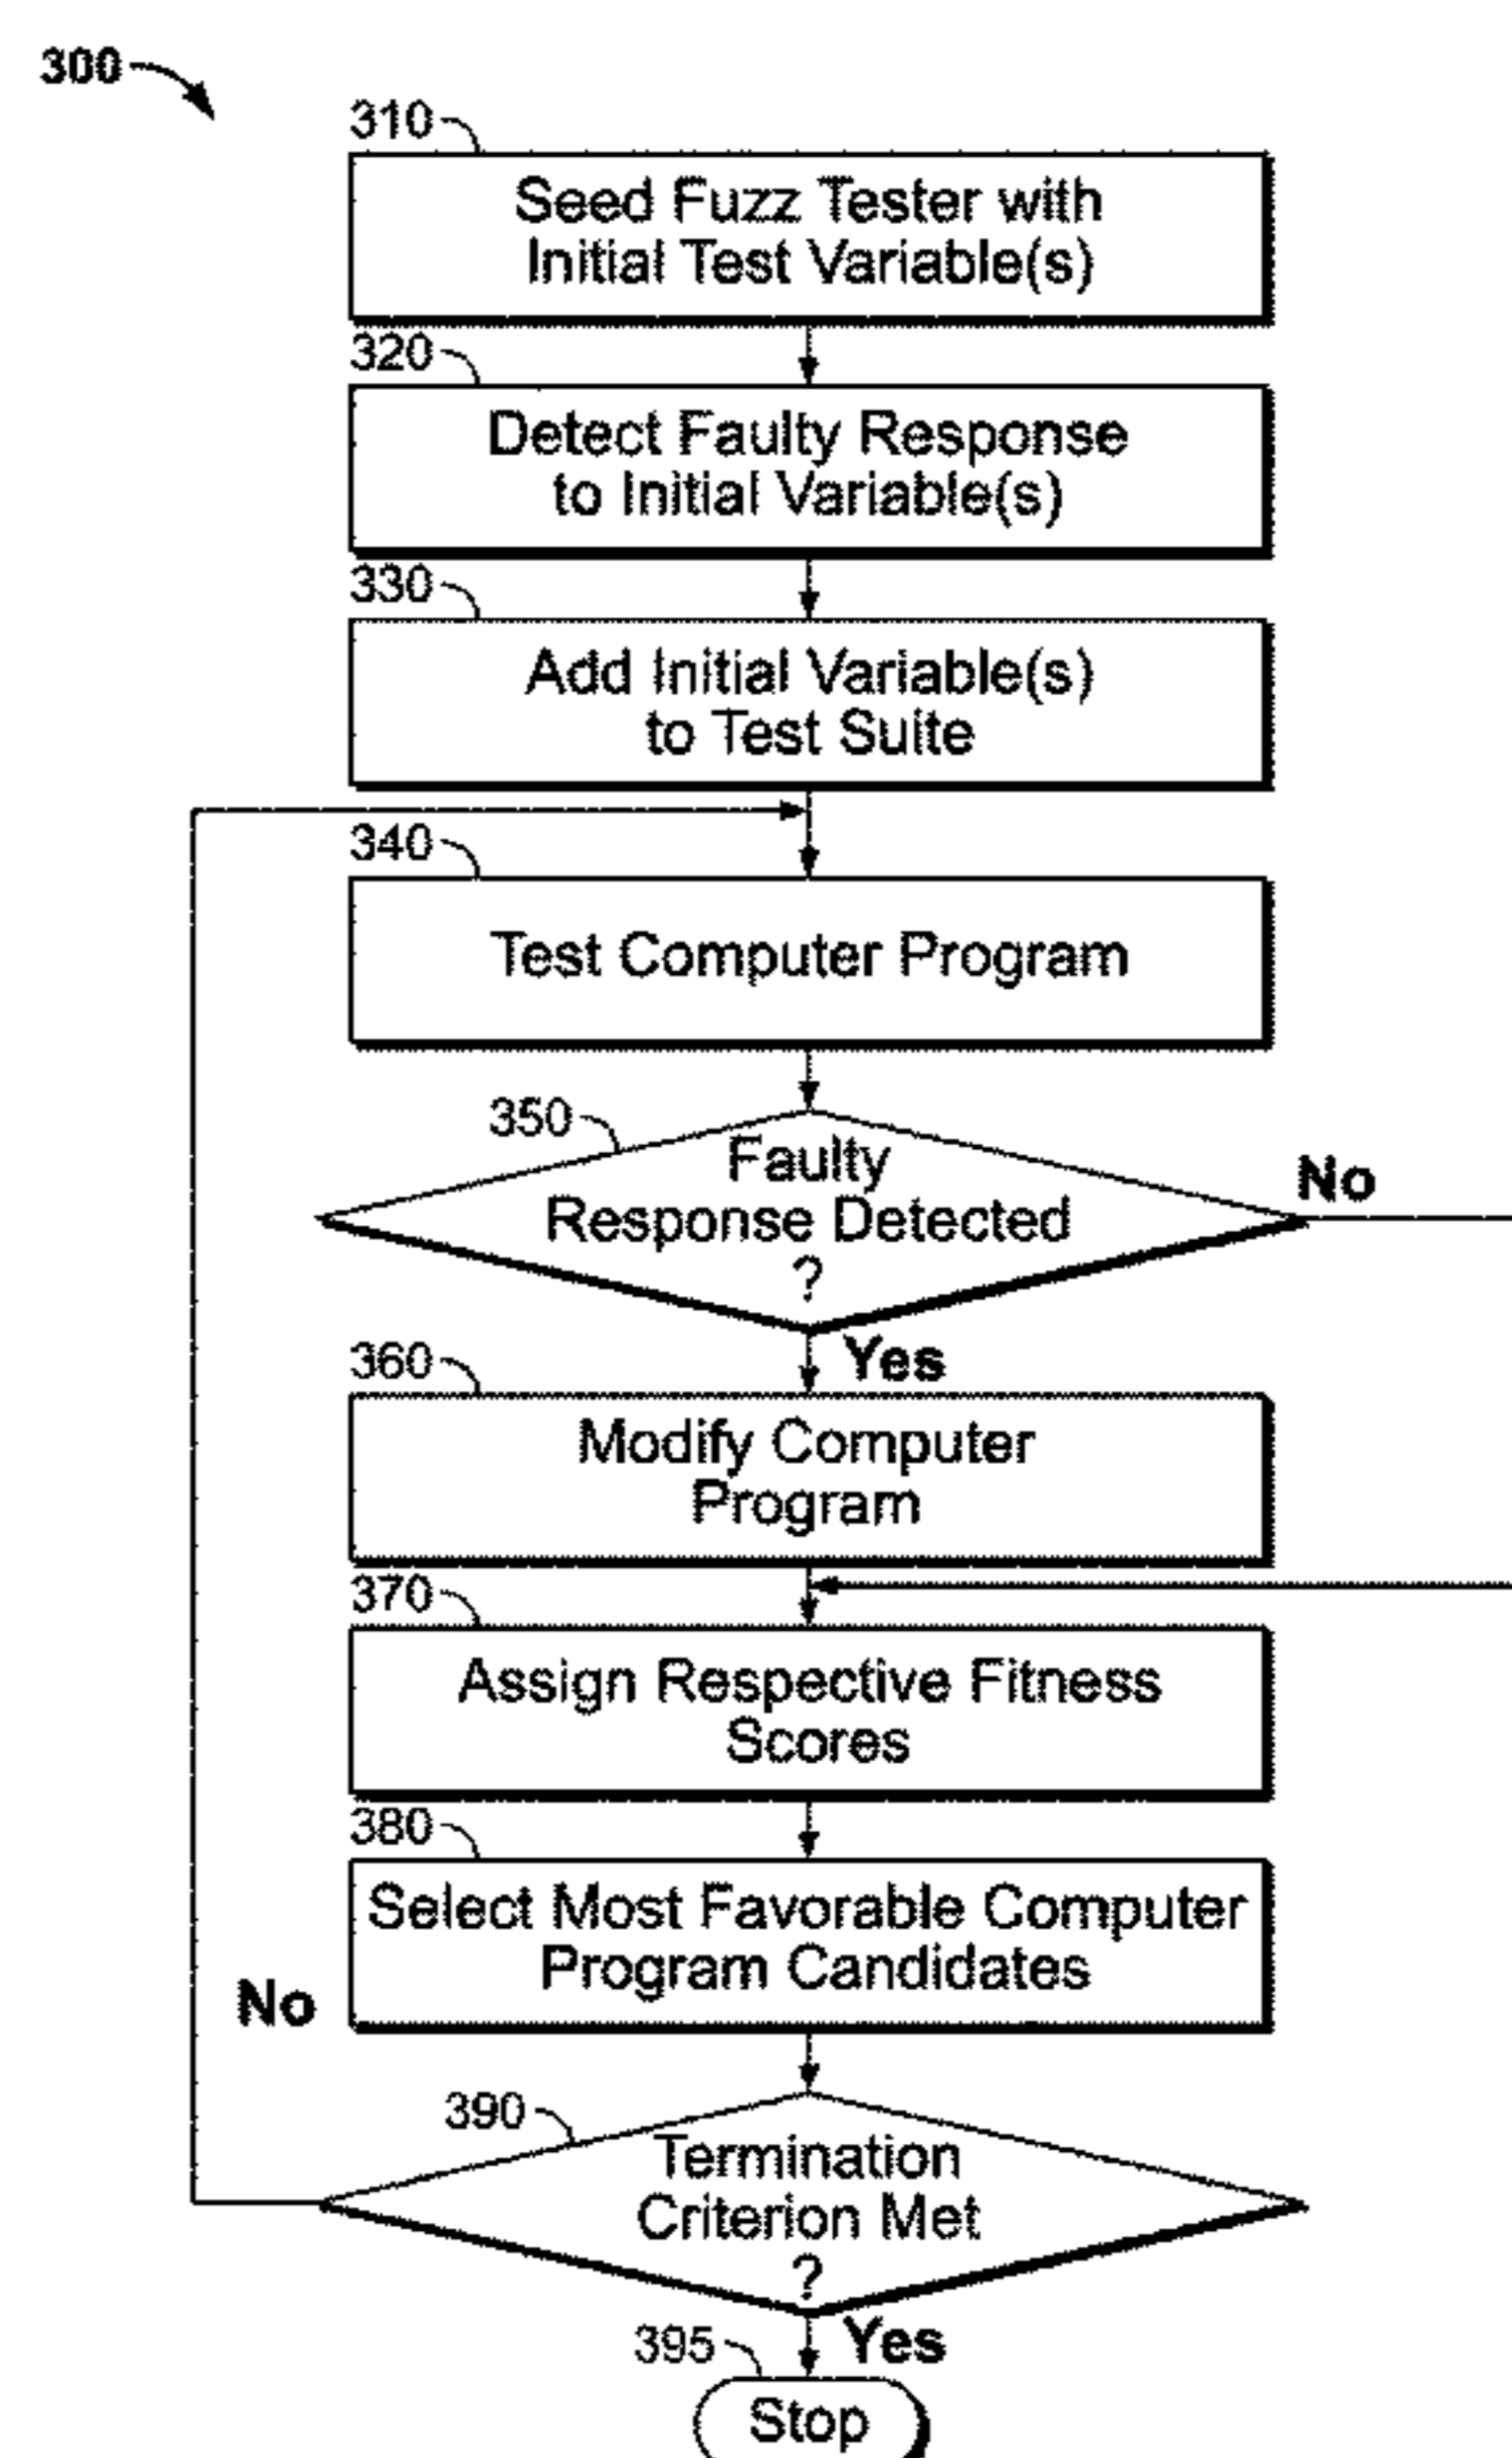 300
310
Seed Fuzz Tester with
Initial Test Variable(s)
320
Detect Faulty Response
to Initial Variable(s)
330
Add Initial Variable(s)
to Test Suite
340
Test Computer Program
350
Faulty
Response Detected
?
No
Yes
360
Modify Computer
Program
370
Assign Respective Fitness
Scores
380
Select Most Favorable Computer
Program Candidates
No
390
Termination
Criterion Met
?
Yes
395
Stop